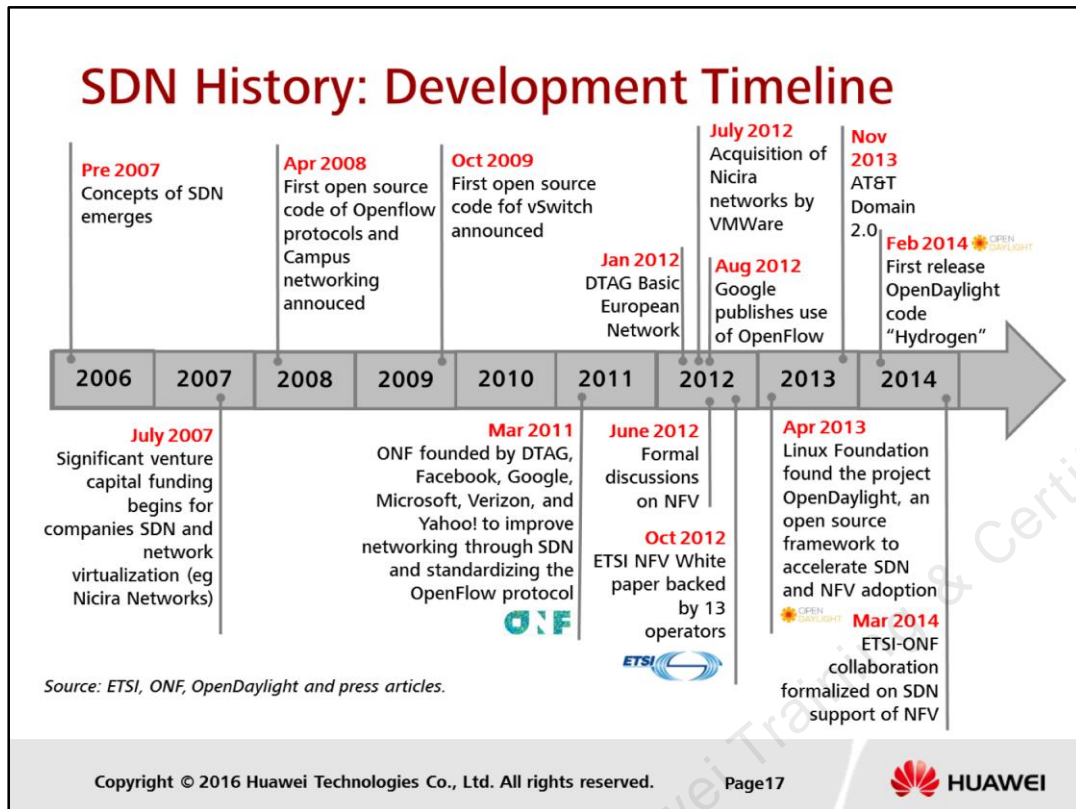 SDN History: Development Timeline
Pre 2007
Concepts of SDN
emerges
Apr 2008
First open source
code of Openflow
protocols and
Campus
networking
annouced
Oct 2009
First open source
code fof vSwitch
announced
Jan 2012
DTAG Basic
European
Network
July 2012
Acquisition of
Nicira
networks by
VMWare
Aug 2012
Google
publishes use
of OpenFlow
Nov
2013
AT&T
Domain
2.0
Feb 2014
OPEN
DAYLIGHT
First release
OpenDaylight
code
“Hydrogen”
2006 2007 2008 2009 2010 2011 2012 2013 2014
July 2007
Significant venture
capital funding
begins for
companies SDN and
network
virtualization (eg
Nicira Networks)
Mar 2011
ONF founded by DTAG,
Facebook, Google,
Microsoft, Verizon, and
Yahoo! to improve
networking through SDN
and standardizing the
OpenFlow protocol
ONF
June 2012
Formal
discussions
on NFV
Oct 2012
ETSI NFV White
paper backed
by 13
operators
ETSI
Apr 2013
Linux Foundation
found the project
OpenDaylight, an
open source
framework to
accelerate SDN
and NFV adoption
OPEN
DAYLIGHT
Mar 2014
ETSI-ONF
collaboration
formalized on SDN
support of NFV
Source: ETSI, ONF, OpenDaylight and press articles.
Copyright © 2016 Huawei Technologies Co., Ltd. All rights reserved.
Page17
HUAWEI
Training &